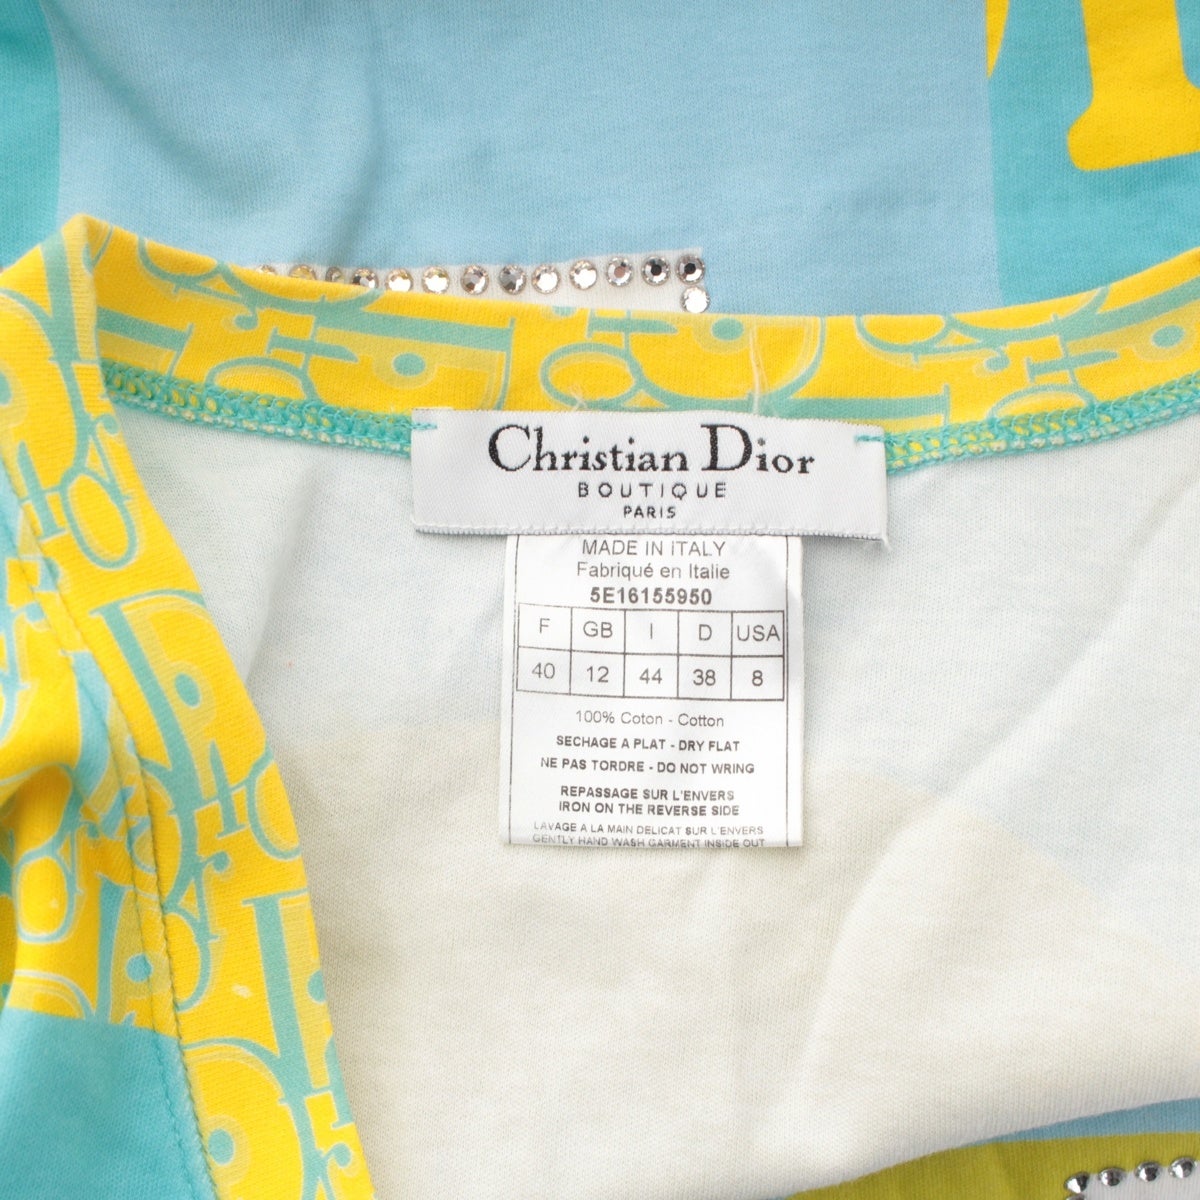 Christian Dior
BOUTIQUE
PARIS
MADE IN ITALY
Fabriqué en Italie
5E16155950
F GB I D USA
40 12 44 38 8
100% Coton - Cotton
SECHAGE A PLAT - DRY FLAT
NE PAS TORDRE - DO NOT WRING
REPASSAGE SUR L'ENVERS
IRON ON THE REVERSE SIDE
LAVAGE A LA MAIN DELICAT SUR L'ENVERS
GENTLY HAND WASH GARMENT INSIDE OUT